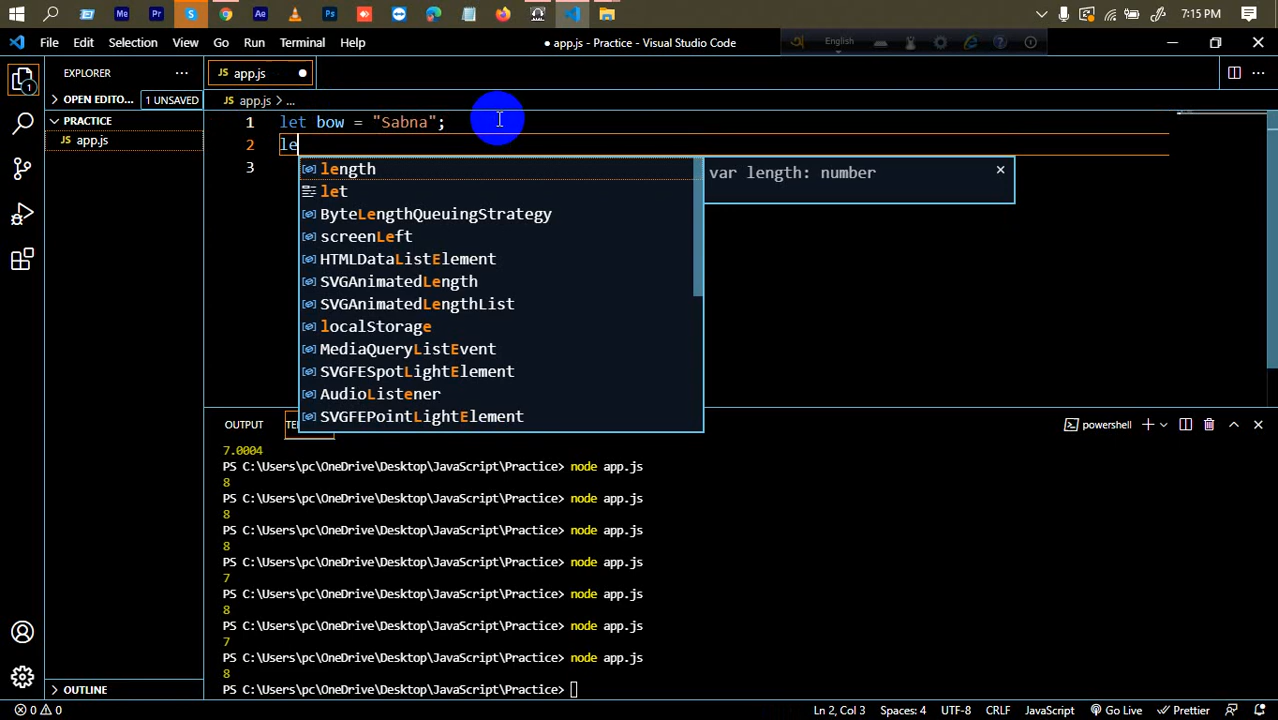 7:15 PM
File Edit Selection View Go Run Terminal Help
● app.js - Practice - Visual Studio Code
English
EXPLORER
app.js
OPEN EDITO... 1 UNSAVED
JS app.js > ...
PRACTICE
JS app.js
1 let bow = "Sabna";
2 le
3
length
let
ByteLengthQueuingStrategy
screenLeft
HTMLDataListElement
SVGAnimatedLength
SVGAnimatedLengthList
localStorage
MediaQueryListEvent
SVGFESpotLightElement
AudioListener
SVGFEPointLightElement
var length: number
OUTPUT
powershell
7.0004
PS C:\Users\pc\OneDrive\Desktop\JavaScript\Practice> node app.js
8
PS C:\Users\pc\OneDrive\Desktop\JavaScript\Practice> node app.js
8
PS C:\Users\pc\OneDrive\Desktop\JavaScript\Practice> node app.js
8
PS C:\Users\pc\OneDrive\Desktop\JavaScript\Practice> node app.js
7
PS C:\Users\pc\OneDrive\Desktop\JavaScript\Practice> node app.js
8
PS C:\Users\pc\OneDrive\Desktop\JavaScript\Practice> node app.js
7
PS C:\Users\pc\OneDrive\Desktop\JavaScript\Practice> node app.js
8
PS C:\Users\pc\OneDrive\Desktop\JavaScript\Practice>
OUTLINE
0 0 Ln 2, Col 3 Spaces: 4 UTF-8 CRLF JavaScript Go Live Prettier